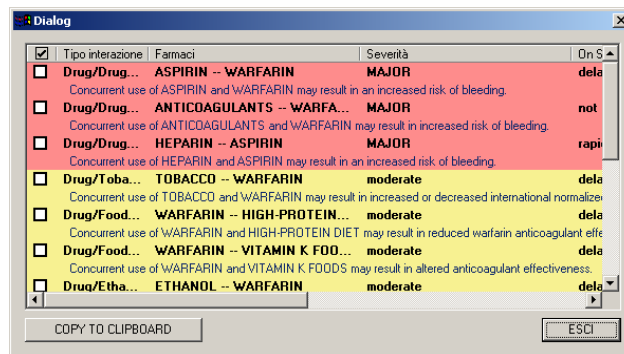 Dialog
Tipo interazione Farmaci Severità On S
Drug/Drug... ASPIRIN -- WARFARIN MAJOR dela
Concurrent use of ASPIRIN and WARFARIN may result in an increased risk of bleeding.
Drug/Drug... ANTICOAGULANTS -- WARFA... MAJOR not
Concurrent use of ANTICOAGULANTS and WARFARIN may result in increased risk of bleeding.
Drug/Drug... HEPARIN -- ASPIRIN MAJOR rapi
Concurrent use of HEPARIN and ASPIRIN may result in an increased risk of bleeding.
Drug/Toba... TOBACCO -- WARFARIN moderate dela
Concurrent use of TOBACCO and WARFARIN may result in increased or decreased international normalize
Drug/Food... WARFARIN -- HIGH-PROTEIN... moderate dela
Concurrent use of WARFARIN and HIGH-PROTEIN DIET may result in reduced warfarin anticoagulant effe
Drug/Food... WARFARIN -- VITAMIN K FOO... moderate dela
Concurrent use of WARFARIN and VITAMIN K FOODS may result in altered anticoagulant effectiveness.
Drug/Etha... ETHANOL -- WARFARIN moderate dela
COPY TO CLIPBOARD ESCI